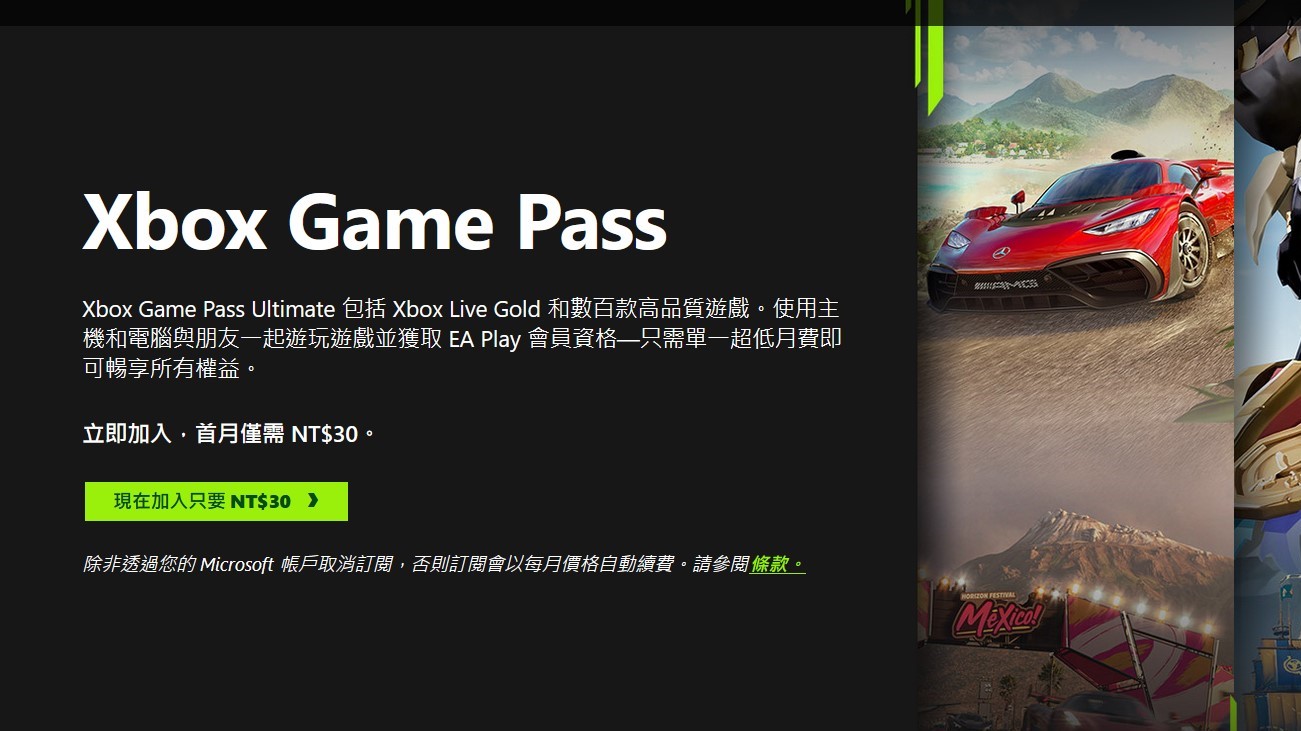 Xbox Game Pass
Xbox Game Pass Ultimate 包括 Xbox Live Gold 和數百款高品質遊戲。使用主
機和電腦與朋友一起遊玩遊戲並獲取 EA Play 會員資格—只需單一超低月費即
可暢享所有權益。
立即加入，首月僅需 NT$30。
現在加入只要 NT$30 ❯
除非透過您的 Microsoft 帳戶取消訂閱，否則訂閱會以每月價格自動續費。請參閱條款。
AMG
HORIZON FESTIVAL
México!